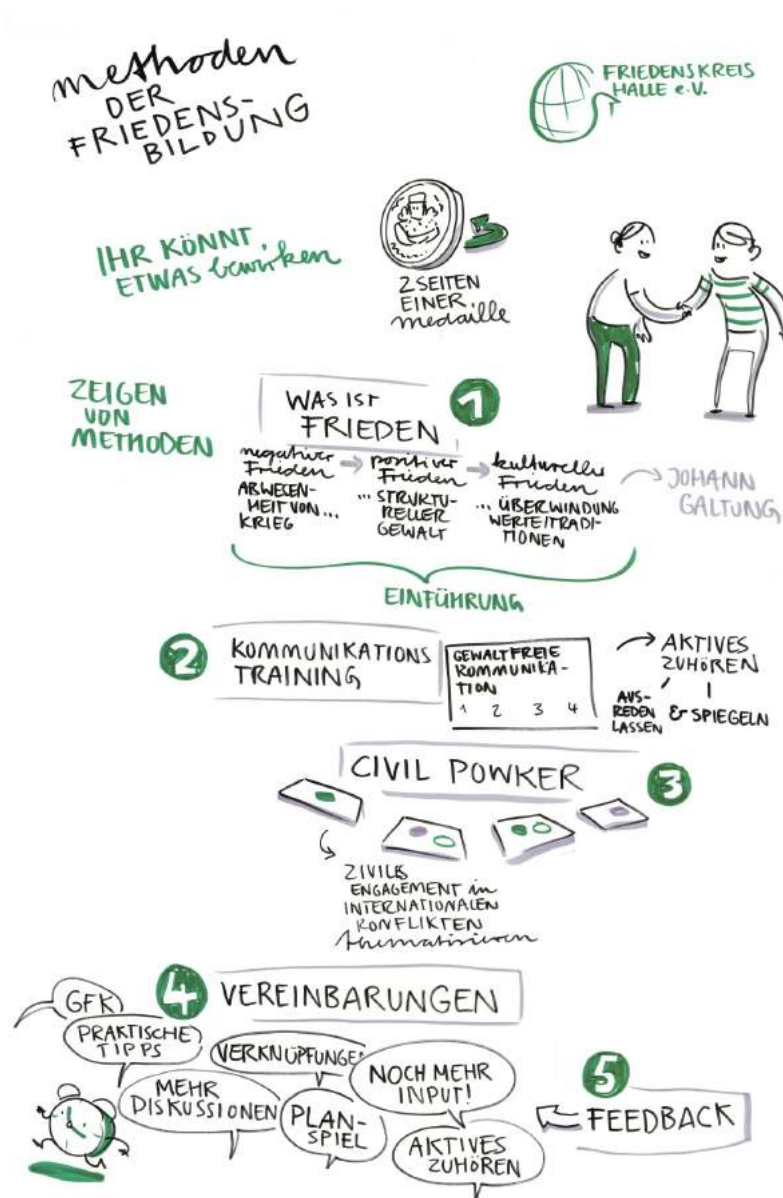 methoden
DER
FRIEDENS-
BILDUNG
FRIEDENSKREIS
HALLE e.V.
IHR KÖNNT
ETWAS bewirken
2 SEITEN
EINER
medaille
ZEIGEN
VON
METHODEN
WAS IST
FRIEDEN
1
negativer
Frieden
ABWESEN-
HEIT VON...
KRIEG
positiver
Frieden
... STRUKTU-
RELLER
GEWALT
kultureller
Frieden
... ÜBERWINDUNG
WERTE/TRADI-
TIONEN
JOHANN
GALTUNG
EINFÜHRUNG
2
KOMMUNIKATIONS
TRAINING
GEWALTFREIE
KOMMUNIKA-
TION
1 2 3 4
AKTIVES
ZUHÖREN
AUS-
REDEN
LASSEN
& SPIEGELN
CIVIL POWKER
3
ZIVILES
ENGAGEMENT in
INTERNATIONALEN
KONFLIKTEN
thematisieren
4
VEREINBARUNGEN
GFK
PRAKTISCHE
TIPPS
VERKNÜPFUNGEN
NOCH MEHR
INPUT!
MEHR
DISKUSSIONEN
PLAN-
SPIEL
AKTIVES
ZUHÖREN
5
FEEDBACK